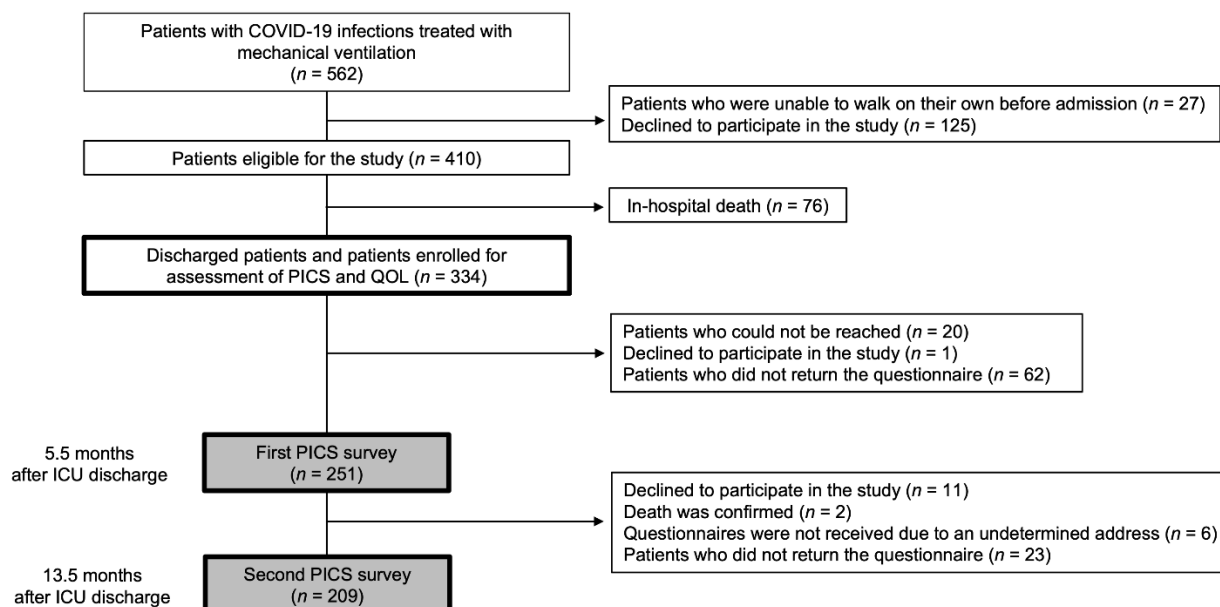 Patients with COVID-19 infections treated with
mechanical ventilation
(n = 562)
Patients who were unable to walk on their own before admission (n = 27)
Declined to participate in the study (n = 125)
Patients eligible for the study (n = 410)
In-hospital death (n = 76)
Discharged patients and patients enrolled for
assessment of PICS and QOL (n = 334)
Patients who could not be reached (n = 20)
Declined to participate in the study (n = 1)
Patients who did not return the questionnaire (n = 62)
5.5 months
after ICU discharge
First PICS survey
(n = 251)
Declined to participate in the study (n = 11)
Death was confirmed (n = 2)
Questionnaires were not received due to an undetermined address (n = 6)
Patients who did not return the questionnaire (n = 23)
13.5 months
after ICU discharge
Second PICS survey
(n = 209)